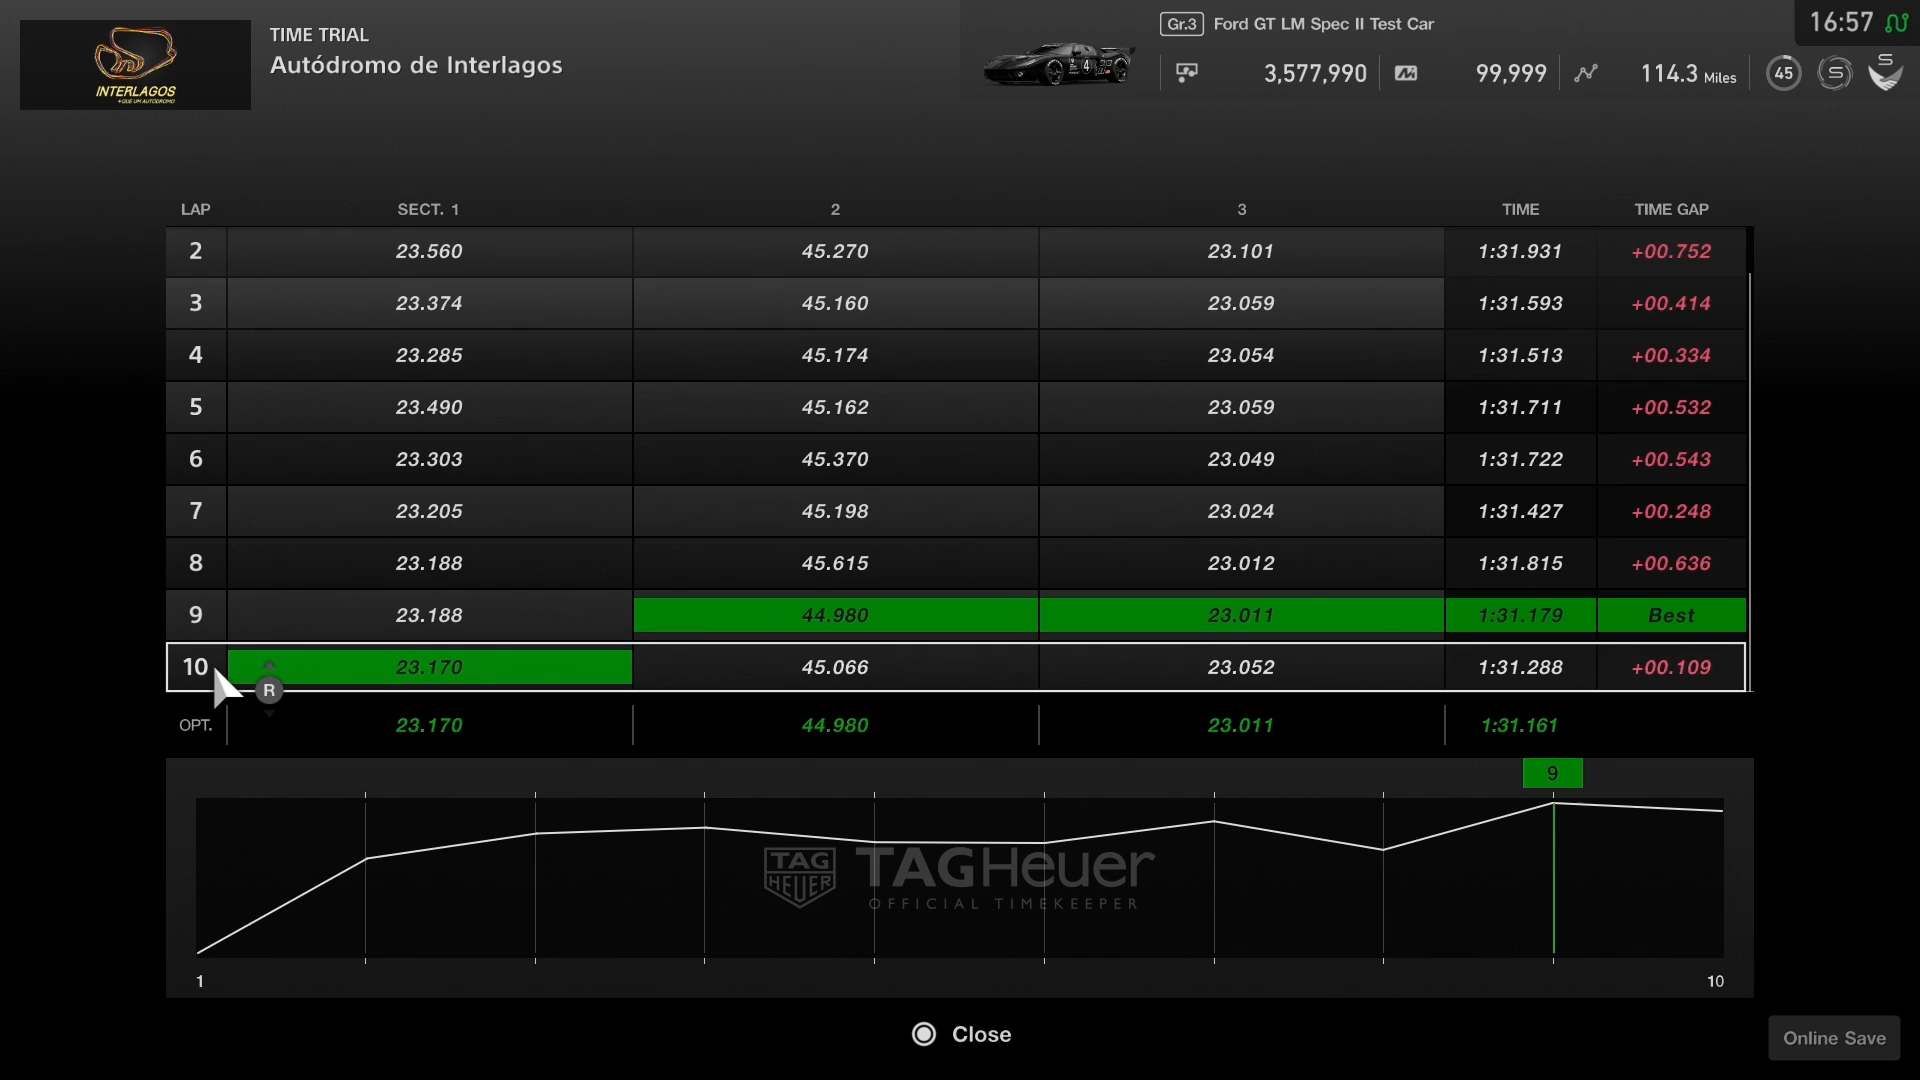 INTERLAGOS
+QUE UM AUTÓDROMO
TIME TRIAL
Autódromo de Interlagos
Gr.3 Ford GT LM Spec II Test Car
4
3,577,990 99,999 114.3 Miles 45 S S
16:57
LAP SECT. 1 2 3 TIME TIME GAP
2 23.560 45.270 23.101 1:31.931 +00.752
3 23.374 45.160 23.059 1:31.593 +00.414
4 23.285 45.174 23.054 1:31.513 +00.334
5 23.490 45.162 23.059 1:31.711 +00.532
6 23.303 45.370 23.049 1:31.722 +00.543
7 23.205 45.198 23.024 1:31.427 +00.248
8 23.188 45.615 23.012 1:31.815 +00.636
9 23.188 44.980 23.011 1:31.179 Best
10 23.170 45.066 23.052 1:31.288 +00.109
R
OPT. 23.170 44.980 23.011 1:31.161
9
TAG HEUER TAGHeuer
OFFICIAL TIMEKEEPER
1 10
Close
Online Save